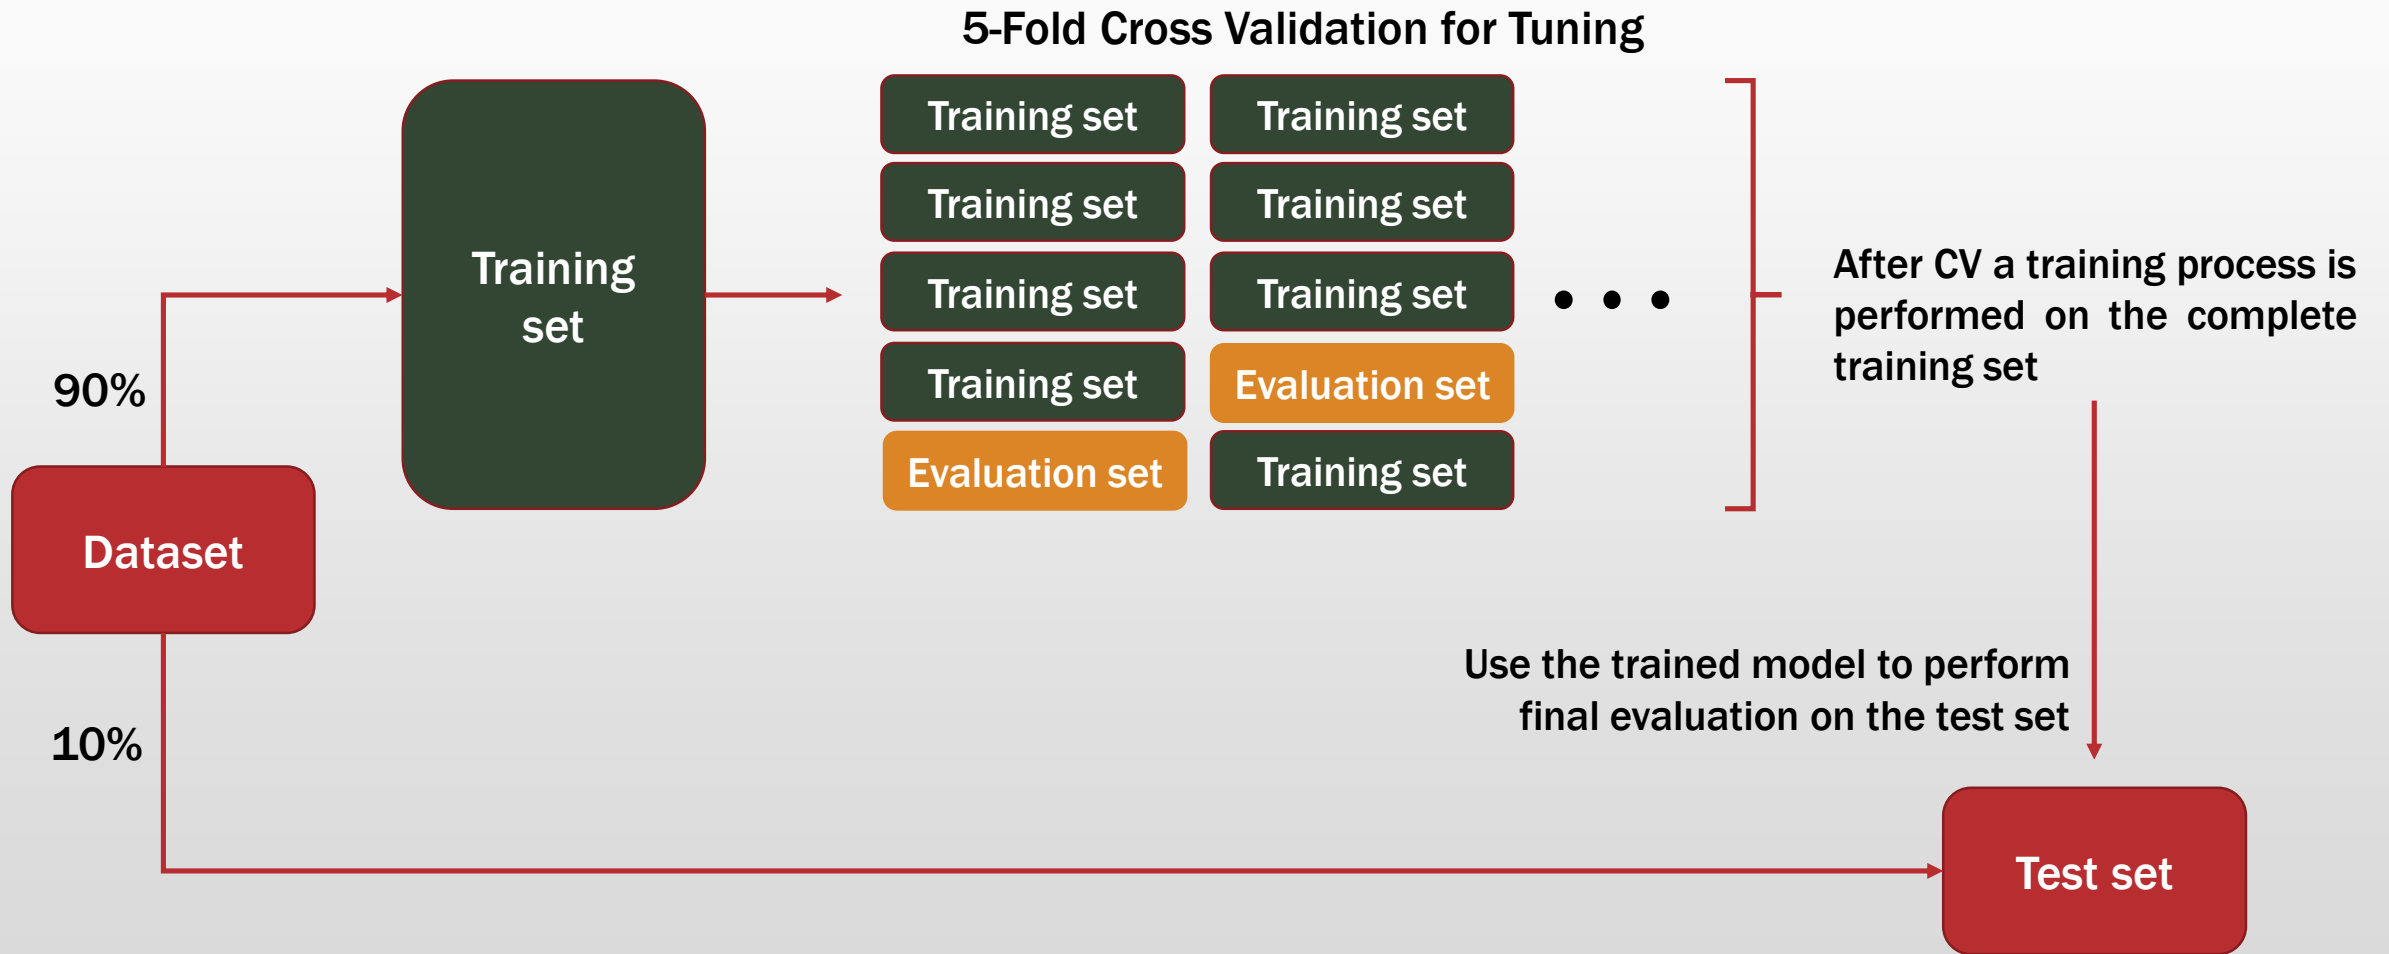 5-Fold Cross Validation for Tuning
Training set
Training set
Training set
Training set
Training
set
Training set
Training set
• • •
After CV a training process is
performed on the complete
training set
90%
Training set
Evaluation set
Evaluation set
Training set
Dataset
Use the trained model to perform
final evaluation on the test set
10%
Test set